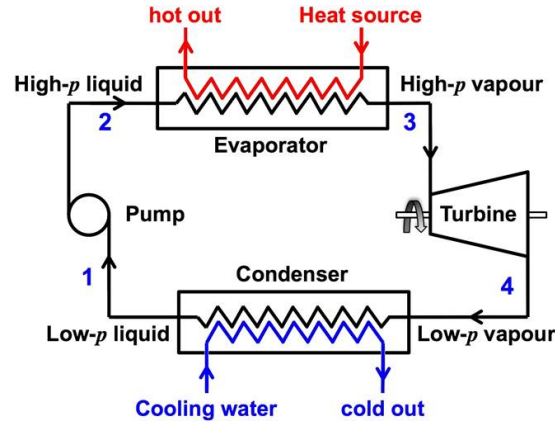 hot out
Heat source
High-p liquid
High-p vapour
2
3
Evaporator
Pump
Turbine
1
Condenser
4
Low-p liquid
Low-p vapour
Cooling water
cold out